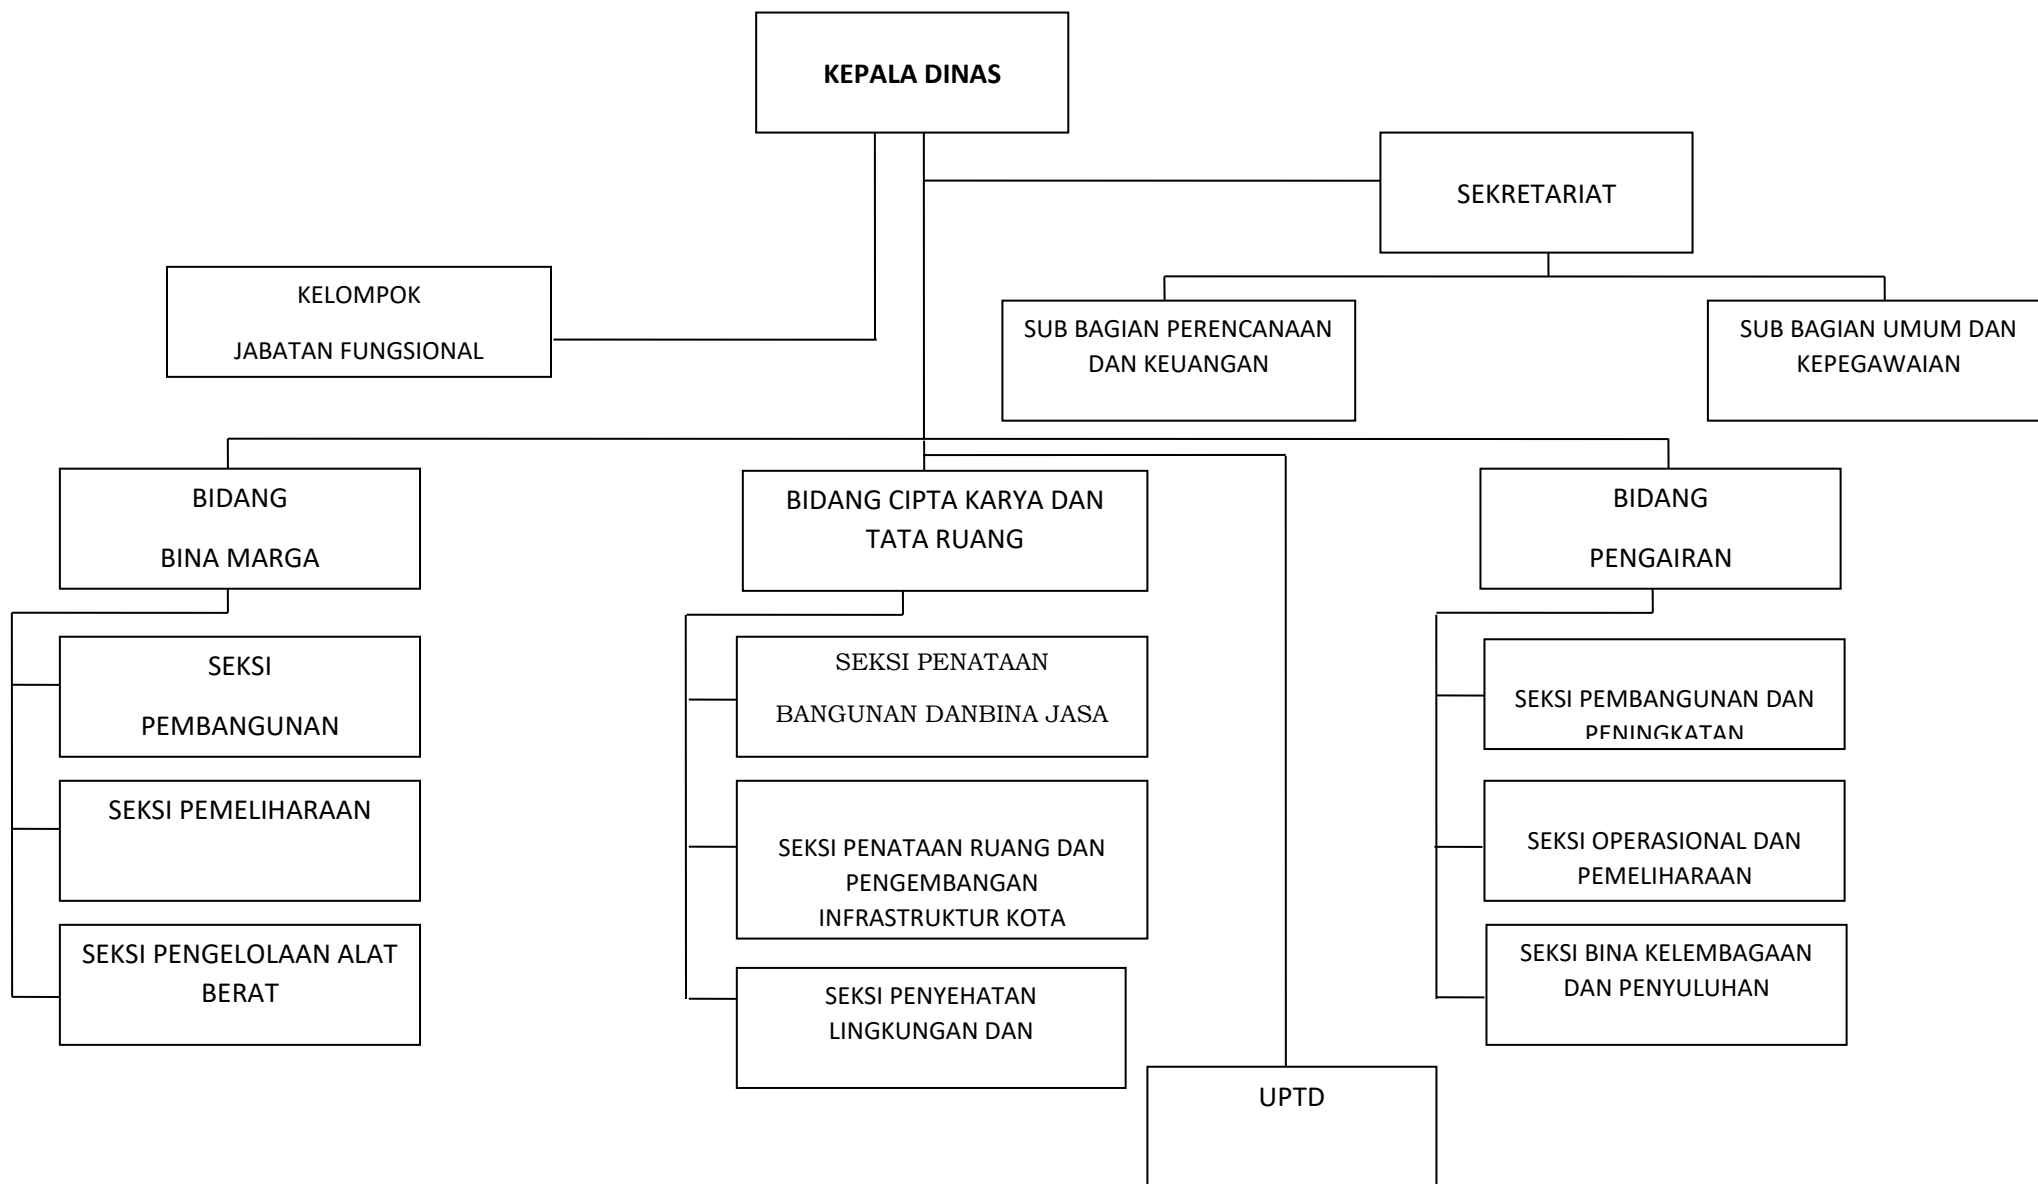 KEPALA DINAS
SEKRETARIAT
KELOMPOK
JABATAN FUNGSIONAL
SUB BAGIAN PERENCANAAN
DAN KEUANGAN
SUB BAGIAN UMUM DAN
KEPEGAWAIAN
BIDANG
BINA MARGA
BIDANG CIPTA KARYA DAN
TATA RUANG
BIDANG
PENGAIRAN
SEKSI
PEMBANGUNAN
SEKSI PEMELIHARAAN
SEKSI PENGELOLAAN ALAT
BERAT
SEKSI PENATAAN
BANGUNAN DANBINA JASA
SEKSI PENATAAN RUANG DAN
PENGEMBANGAN
INFRASTRUKTUR KOTA
SEKSI PENYEHATAN
LINGKUNGAN DAN
SEKSI PEMBANGUNAN DAN
PENINGKATAN
SEKSI OPERASIONAL DAN
PEMELIHARAAN
SEKSI BINA KELEMBAGAAN
DAN PENYULUHAN
UPTD